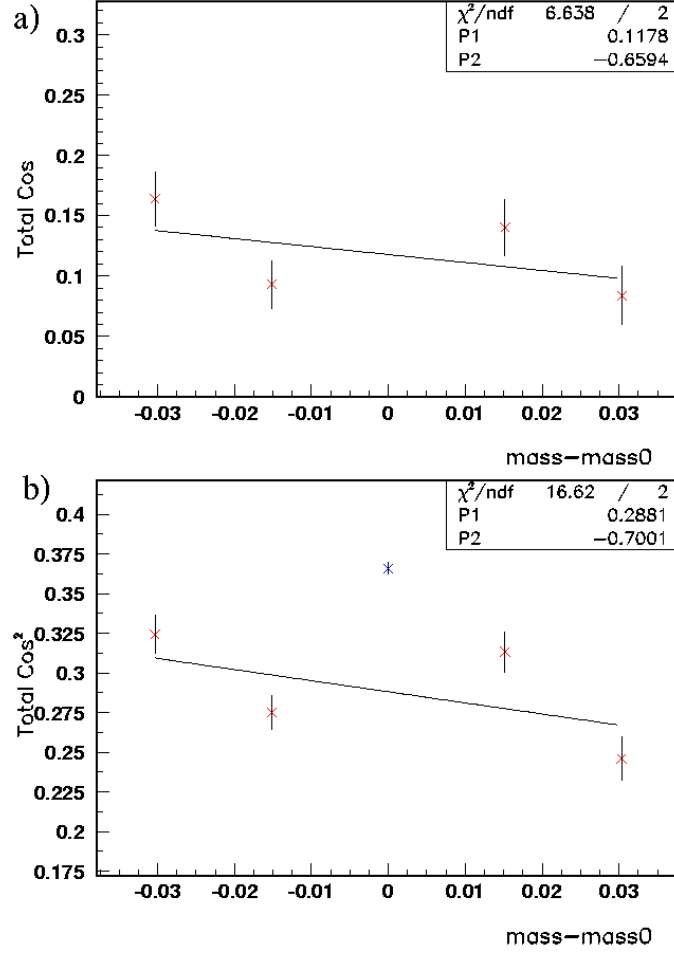 a)
χ²/ndf 6.638 / 2
P1 0.1178
P2 −0.6594
0.3
0.25
0.2
0.15
0.1
0.05
0
Total Cos
-0.03 -0.02 -0.01 0 0.01 0.02 0.03
mass−mass0
b)
χ²/ndf 16.62 / 2
P1 0.2881
P2 −0.7001
0.4
0.375
0.35
0.325
0.3
0.275
0.25
0.225
0.2
0.175
Total Cos²
-0.03 -0.02 -0.01 0 0.01 0.02 0.03
mass−mass0